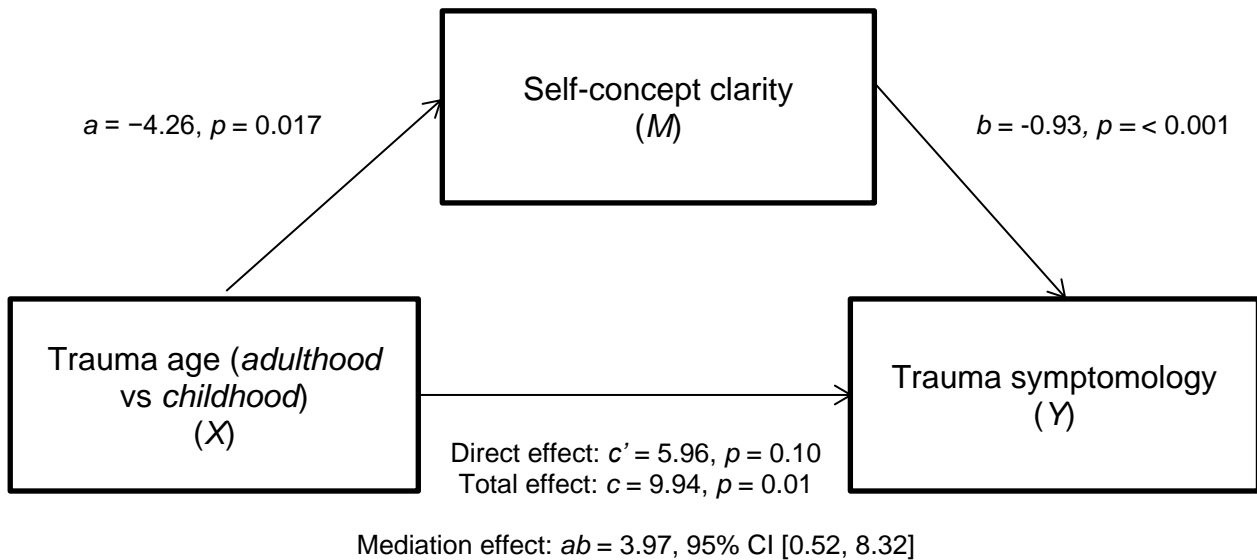 Self-concept clarity
(M)
a = −4.26, p = 0.017
b = -0.93, p = < 0.001
Trauma age (adulthood
vs childhood)
(X)
Trauma symptomology
(Y)
Direct effect: c’ = 5.96, p = 0.10
Total effect: c = 9.94, p = 0.01
Mediation effect: ab = 3.97, 95% CI [0.52, 8.32]